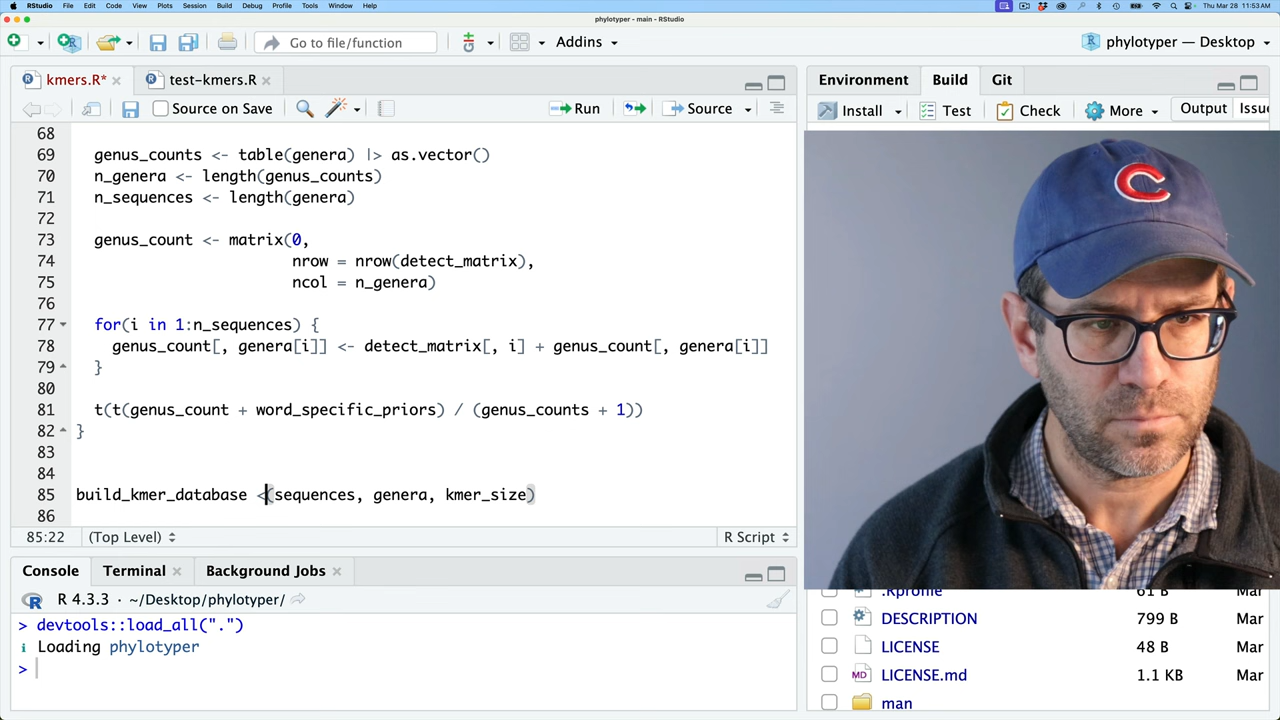 RStudio File Edit Code View Plots Session Build Debug Profile Tools Window Help Thu Mar 28 11:53 AM
phylotyper - main - RStudio
Go to file/function Addins phylotyper — Desktop
kmers.R* test-kmers.R Environment Build Git
Source on Save Run Source Install Test Check More Output Issue
68
69 genus_counts <- table(genera) |> as.vector()
70 n_genera <- length(genus_counts)
71 n_sequences <- length(genera)
72
73 genus_count <- matrix(0,
74 nrow = nrow(detect_matrix),
75 ncol = n_genera)
76
77 for(i in 1:n_sequences) {
78 genus_count[, genera[i]] <- detect_matrix[, i] + genus_count[, genera[i]]
79 }
80
81 t(t(genus_count + word_specific_priors) / (genus_counts + 1))
82 }
83
84
85 build_kmer_database <(sequences, genera, kmer_size)
86
85:22 (Top Level) R Script
Console Terminal Background Jobs
R 4.3.3 · ~/Desktop/phylotyper/
> devtools::load_all(".")
ℹ Loading phylotyper
>
.Rprofile 61 B Mar
DESCRIPTION 799 B Mar
LICENSE 48 B Mar
LICENSE.md 1.1 KB Mar
man
C